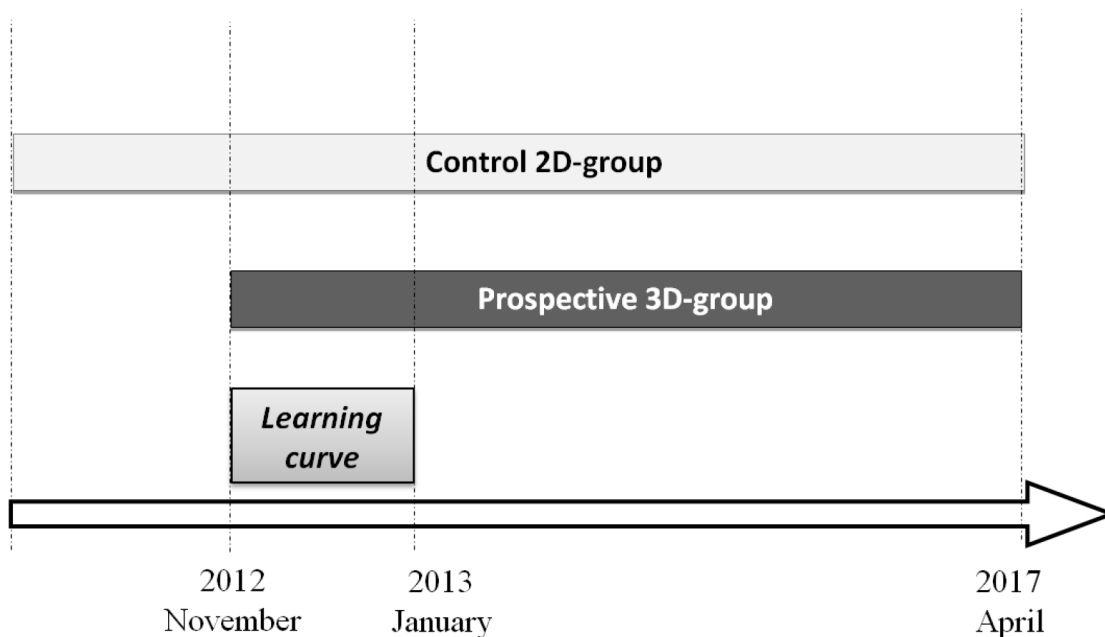 Control 2D-group
Prospective 3D-group
Learning
curve
2012
November
2013
January
2017
April